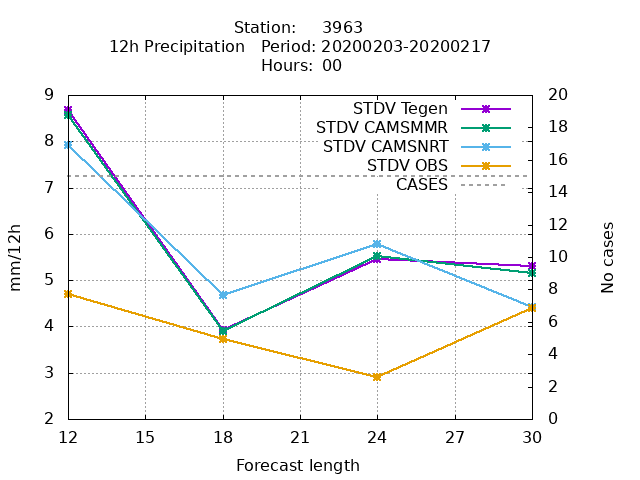 Station: 3963
12h Precipitation Period: 20200203-20200217
Hours: 00
9
8
7
6
5
4
3
2
mm/12h
STDV Tegen
STDV CAMSMMR
STDV CAMSNRT
STDV OBS
CASES
20
18
16
14
12
10
8
6
4
2
0
No cases
12 15 18 21 24 27 30
Forecast length